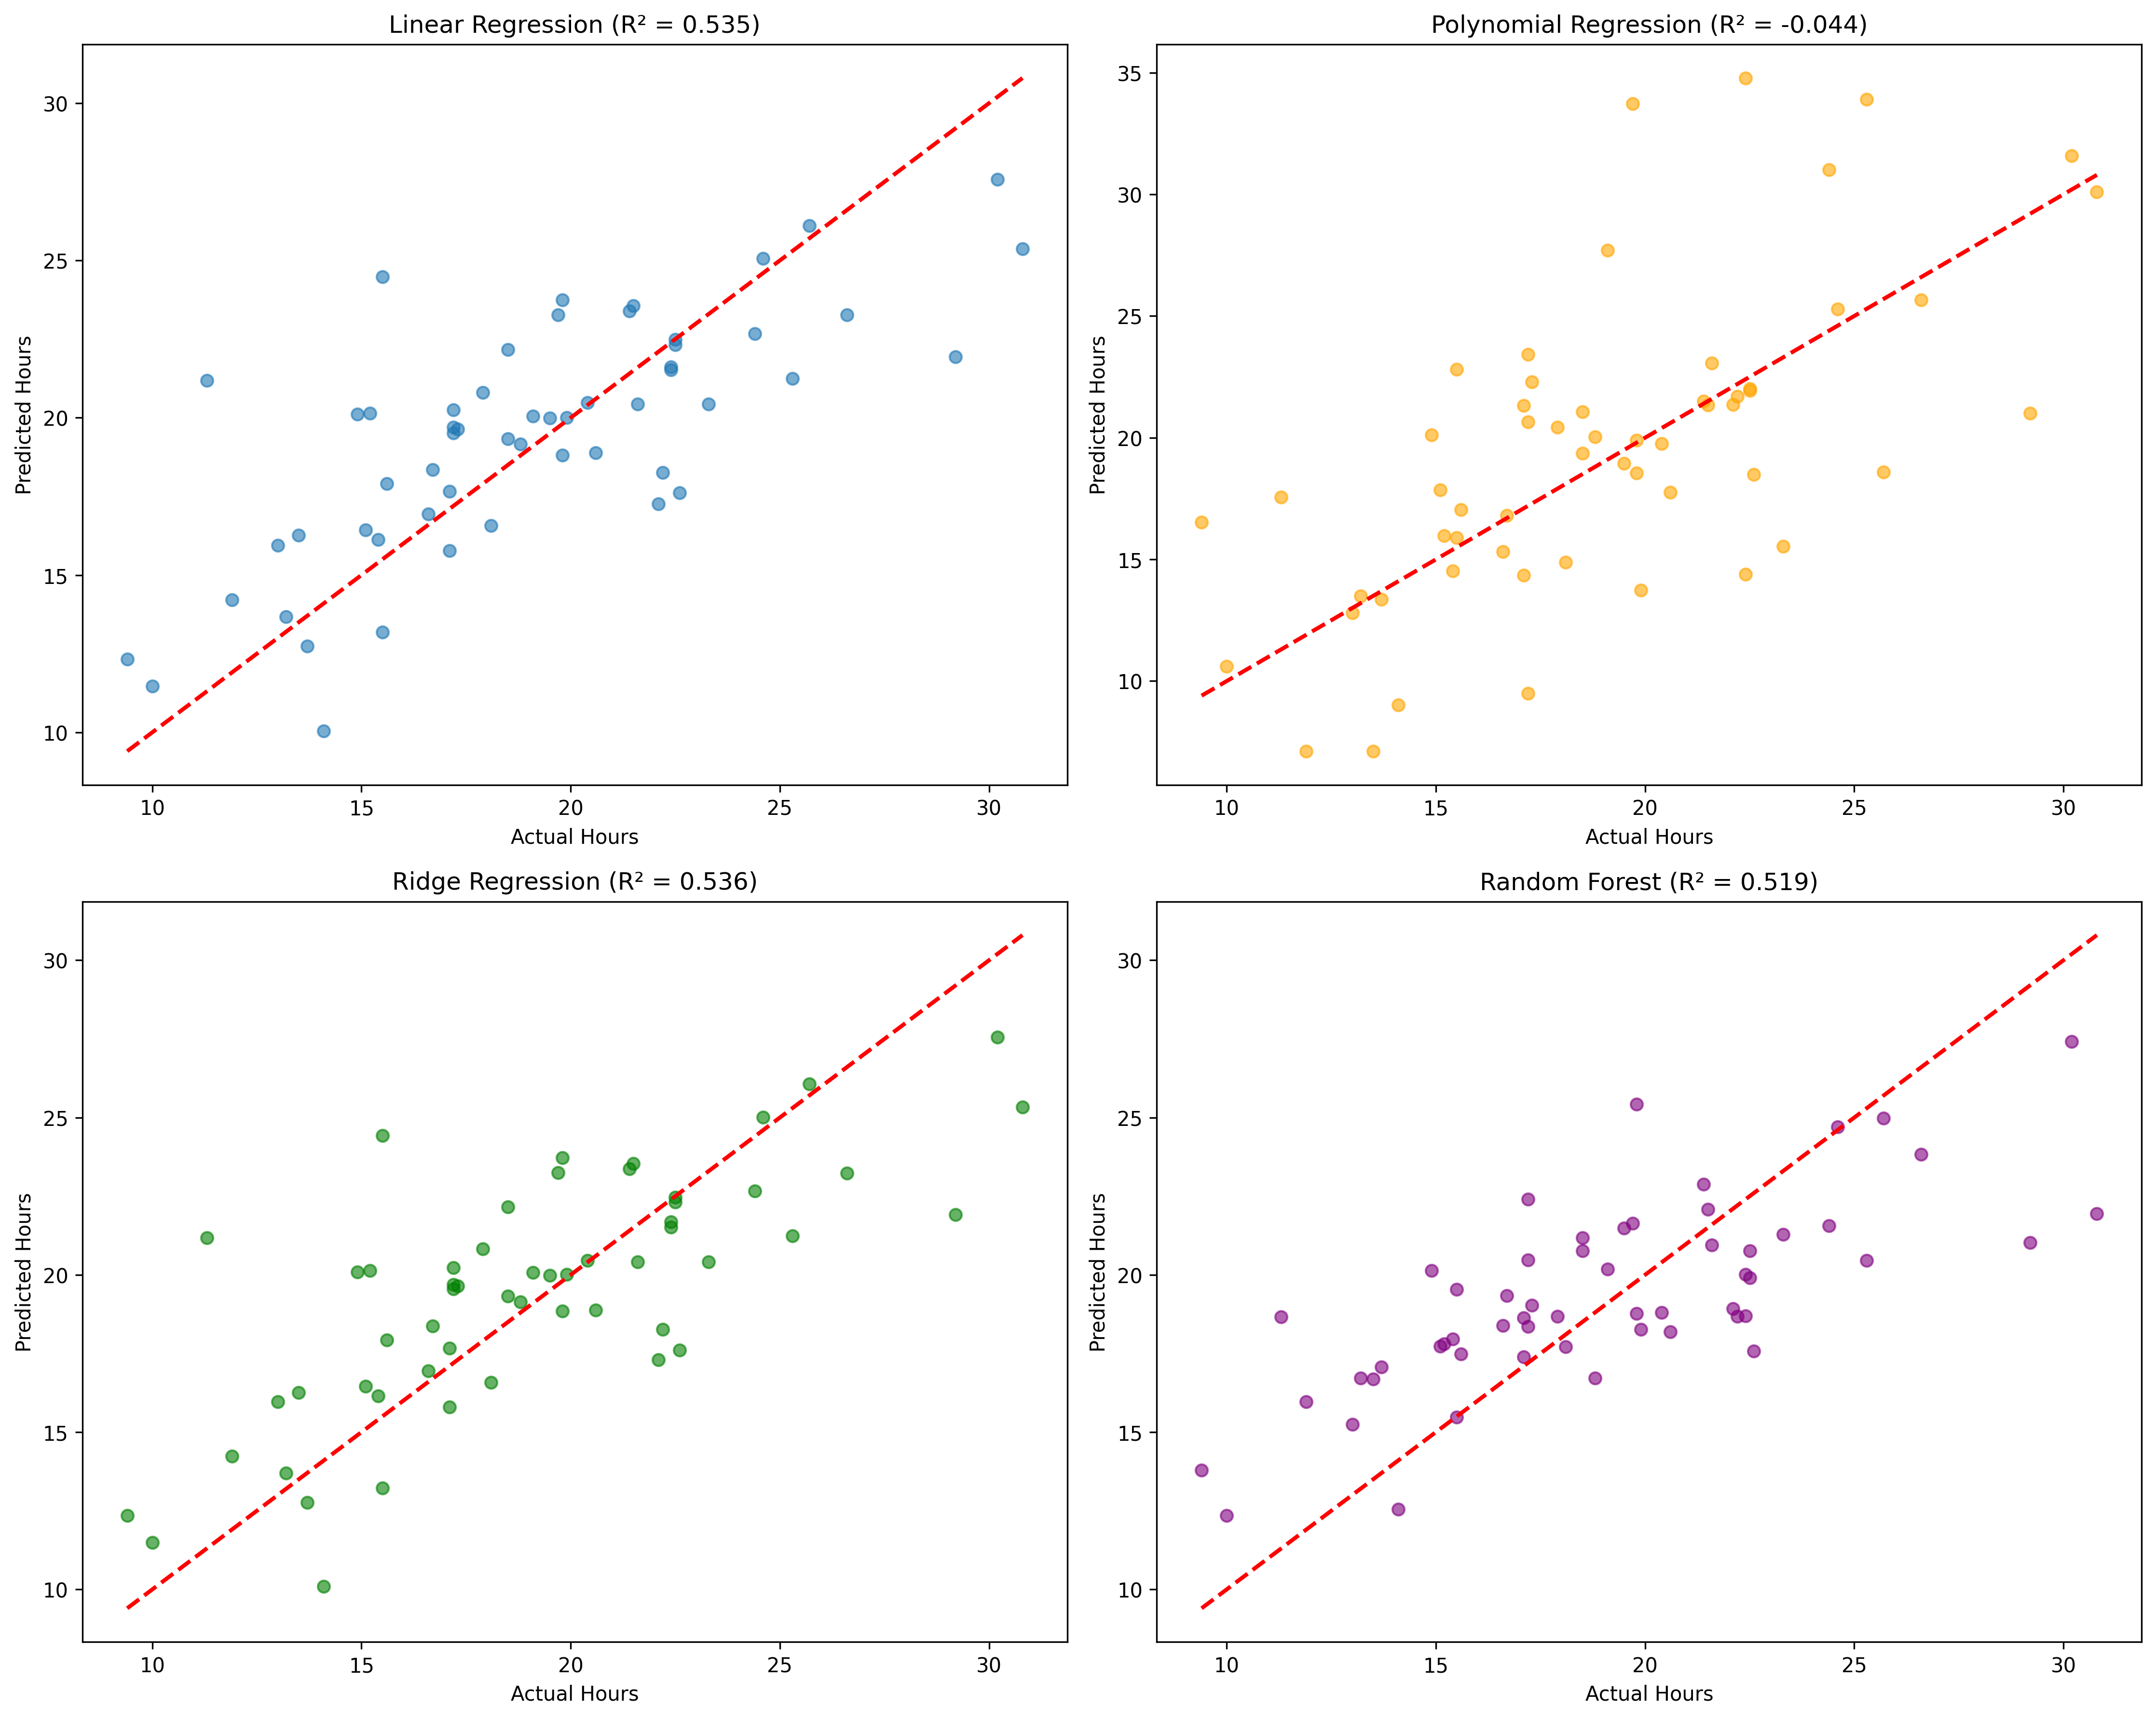 Linear Regression (R² = 0.535)
Predicted Hours
30
25
20
15
10
10 15 20 25 30
Actual Hours
Polynomial Regression (R² = -0.044)
Predicted Hours
35
30
25
20
15
10
10 15 20 25 30
Actual Hours
Ridge Regression (R² = 0.536)
Predicted Hours
30
25
20
15
10
10 15 20 25 30
Actual Hours
Random Forest (R² = 0.519)
Predicted Hours
30
25
20
15
10
10 15 20 25 30
Actual Hours